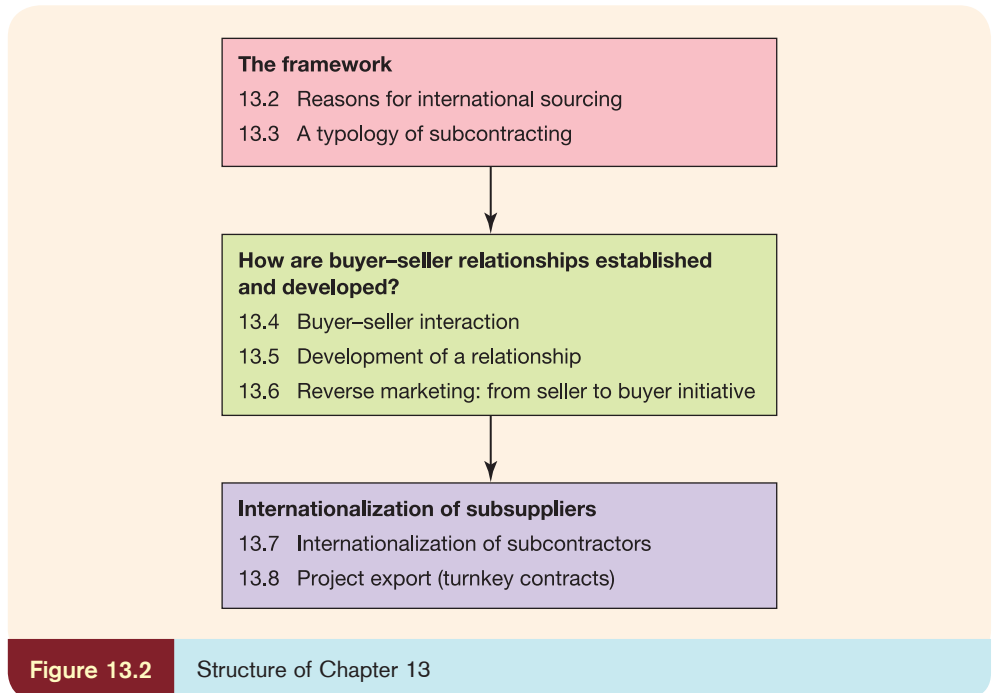 The framework
13.2 Reasons for international sourcing
13.3 A typology of subcontracting
How are buyer–seller relationships established
and developed?
13.4 Buyer–seller interaction
13.5 Development of a relationship
13.6 Reverse marketing: from seller to buyer initiative
Internationalization of subsuppliers
13.7 Internationalization of subcontractors
13.8 Project export (turnkey contracts)
Figure 13.2 Structure of Chapter 13